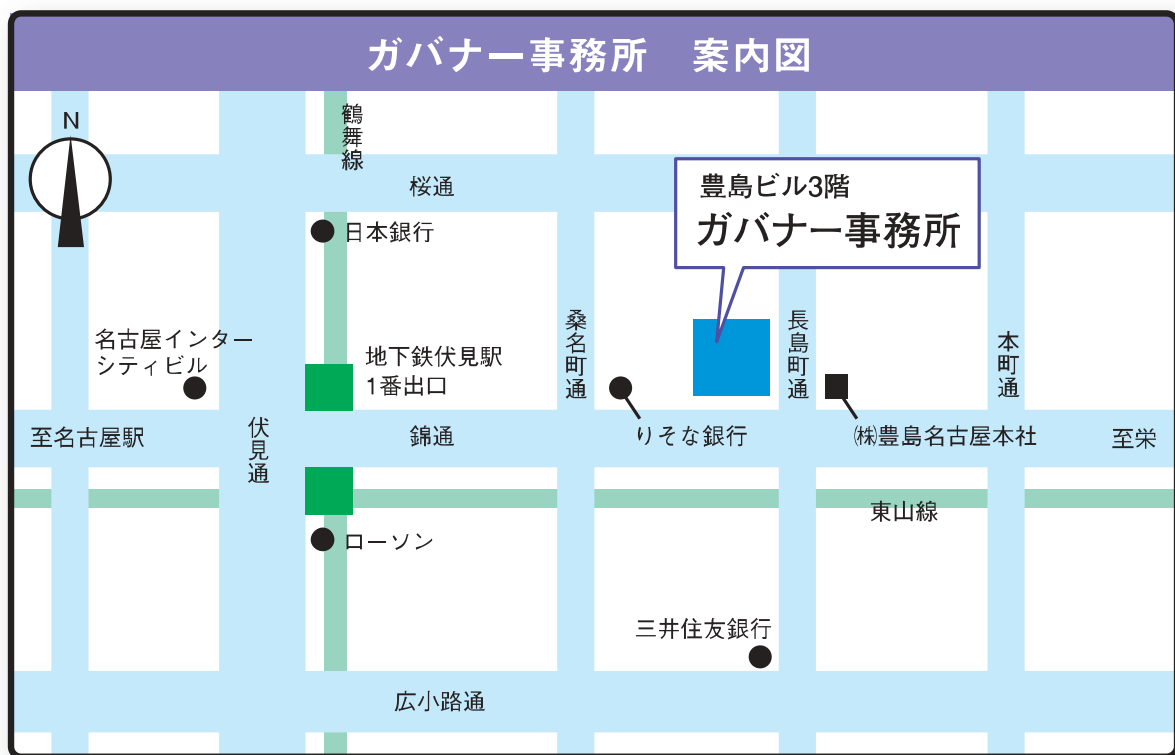 ガバナー事務所　案内図
N
鶴舞線
桜通
豊島ビル3階
ガバナー事務所
日本銀行
名古屋インター
シティビル
地下鉄伏見駅
1番出口
桑名町通
長島町通
本町通
至名古屋駅
伏見通
錦通
りそな銀行
㈱豊島名古屋本社
至栄
東山線
ローソン
三井住友銀行
広小路通